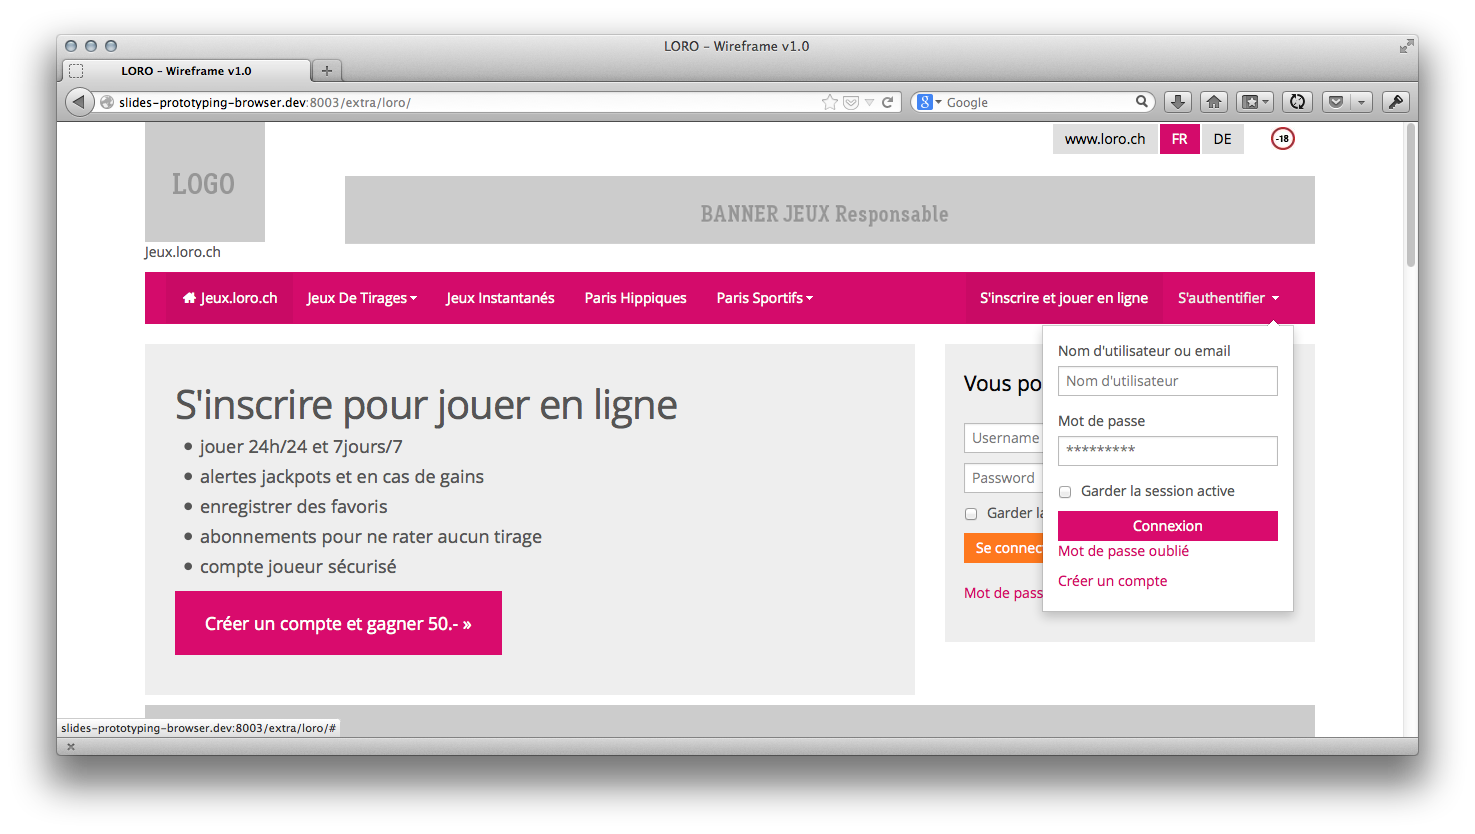 LORO – Wireframe v1.0
LORO – Wireframe v1.0
slides-prototyping-browser.dev:8003/extra/loro/
Google
www.loro.ch FR DE -18
LOGO
BANNER JEUX Responsable
Jeux.loro.ch
Jeux.loro.ch Jeux De Tirages Jeux Instantanés Paris Hippiques Paris Sportifs S'inscrire et jouer en ligne S'authentifier
S'inscrire pour jouer en ligne
jouer 24h/24 et 7jours/7
alertes jackpots et en cas de gains
enregistrer des favoris
abonnements pour ne rater aucun tirage
compte joueur sécurisé
Créer un compte et gagner 50.- »
Vous
Username
Password
Garder
Se
Mot de
Nom d'utilisateur ou email
Nom d'utilisateur
Mot de passe
*********
Garder la session active
Connexion
Mot de passe oublié
Créer un compte
slides-prototyping-browser.dev:8003/extra/loro/#